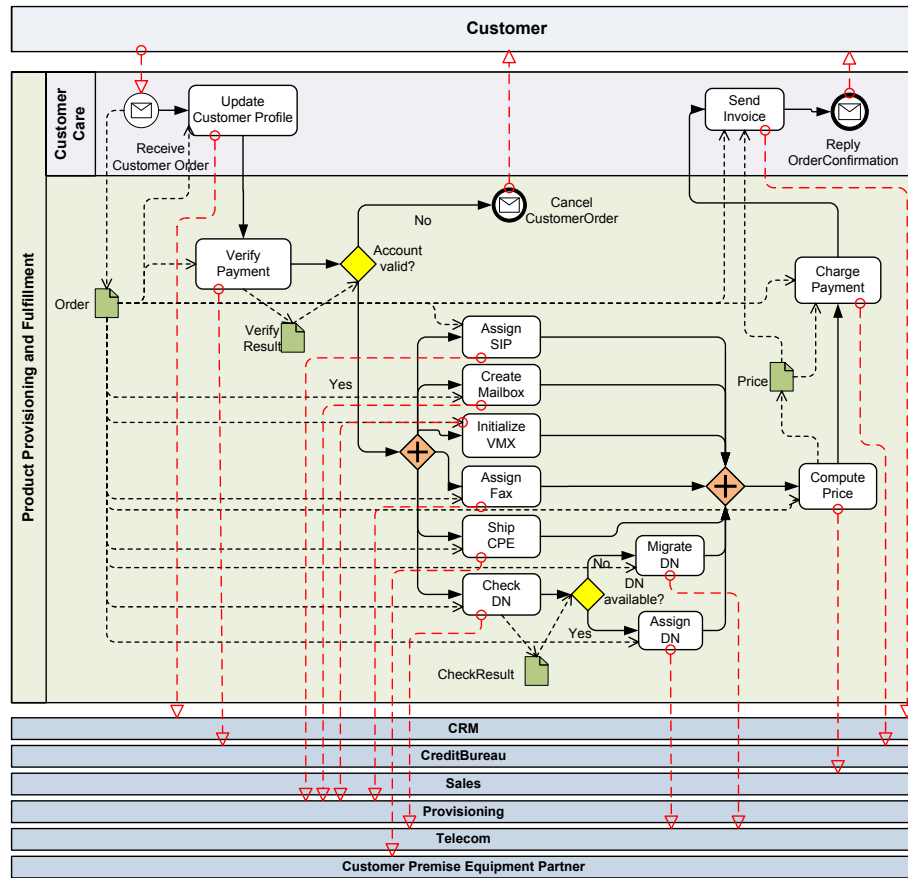 Customer
Product Provisioning and Fulfillment
Customer
Care
Update
Customer Profile
Receive
Customer Order
Send
Invoice
Reply
OrderConfirmation
Cancel
CustomerOrder
No
Verify
Payment
Account
valid?
Charge
Payment
Order
Verify
Result
Assign
SIP
Yes
Create
Mailbox
Price
Initialize
VMX
Assign
Fax
Compute
Price
Ship
CPE
Check
DN
No
Migrate
DN
DN
available?
Yes
Assign
DN
CheckResult
CRM
CreditBureau
Sales
Provisioning
Telecom
Customer Premise Equipment Partner